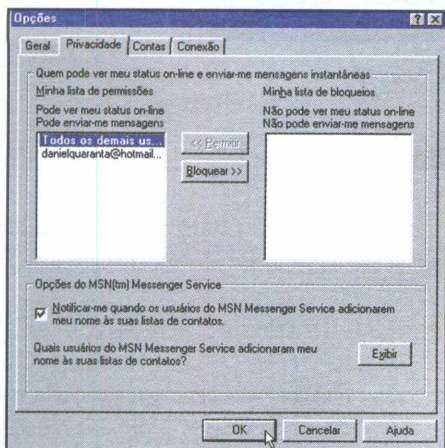 Opções
Geral Privacidade Contas Conexão
Quem pode ver meu status on-line e enviar-me mensagens instantâneas
Minha lista de permissões
Minha lista de bloqueios
Pode ver meu status on-line
Pode enviar-me mensagens
Não pode ver meu status on-line
Não pode enviar-me mensagens
Todos os demais us...
danielquaranta@hotmail...
<< Permitir
Bloquear >>
Opções do MSN(tm) Messenger Service
Notificar-me quando os usuários do MSN Messenger Service adicionarem
meu nome às suas listas de contatos.
Quais usuários do MSN Messenger Service adicionaram meu
nome às suas listas de contatos?
Exibir
OK Cancelar Ajuda